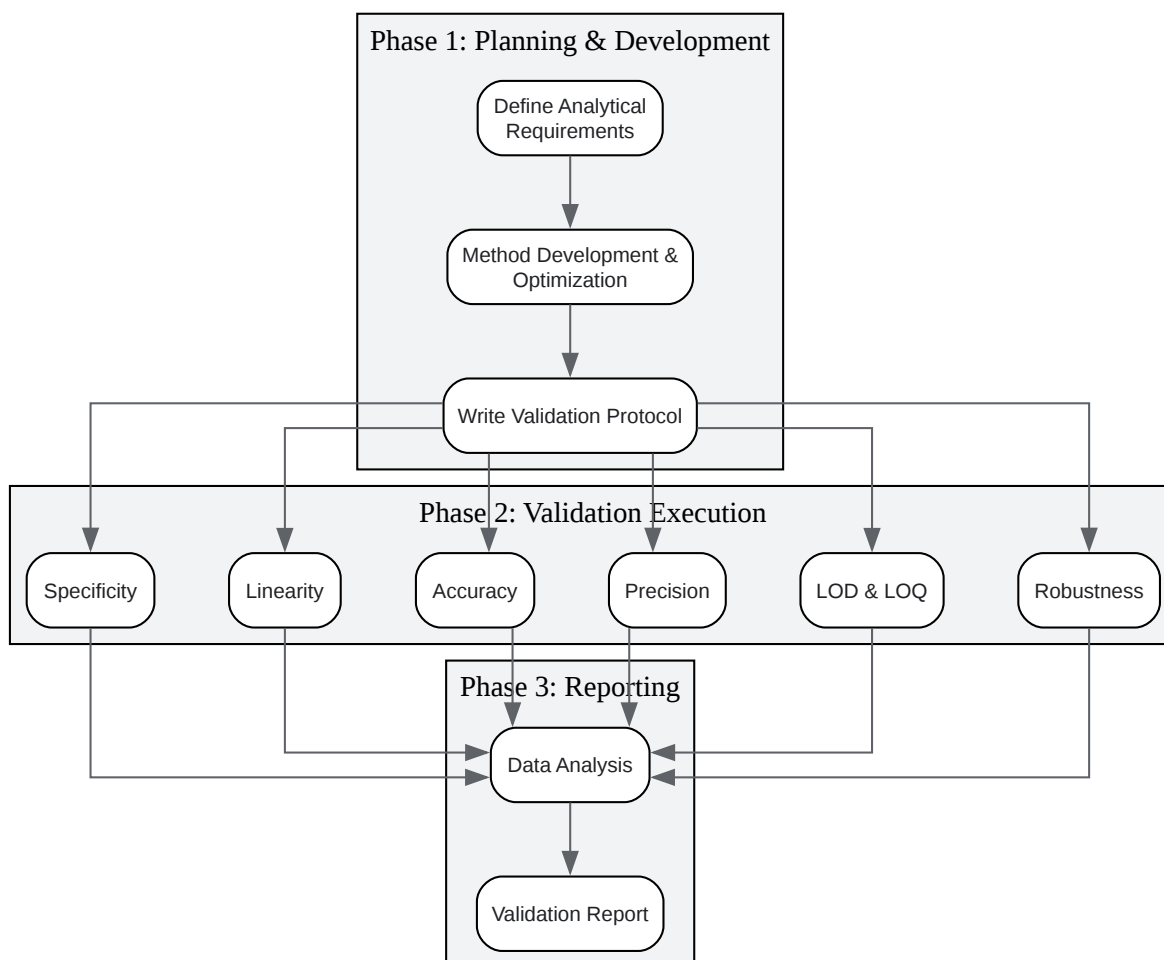 Phase 1: Planning & Development
Define Analytical
Requirements
Method Development &
Optimization
Write Validation Protocol
Phase 2: Validation Execution
Specificity
Linearity
Accuracy
Precision
LOD & LOQ
Robustness
Phase 3: Reporting
Data Analysis
Validation Report